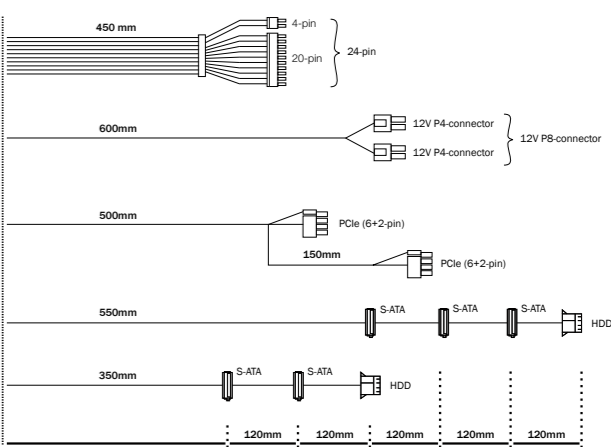 450 mm
4-pin
20-pin
24-pin
600mm
12V P4-connector
12V P4-connector
12V P8-connector
500mm
PCIe (6+2-pin)
150mm
PCIe (6+2-pin)
550mm
S-ATA
S-ATA
S-ATA
HDD
350mm
S-ATA
S-ATA
HDD
120mm
120mm
120mm
120mm
120mm